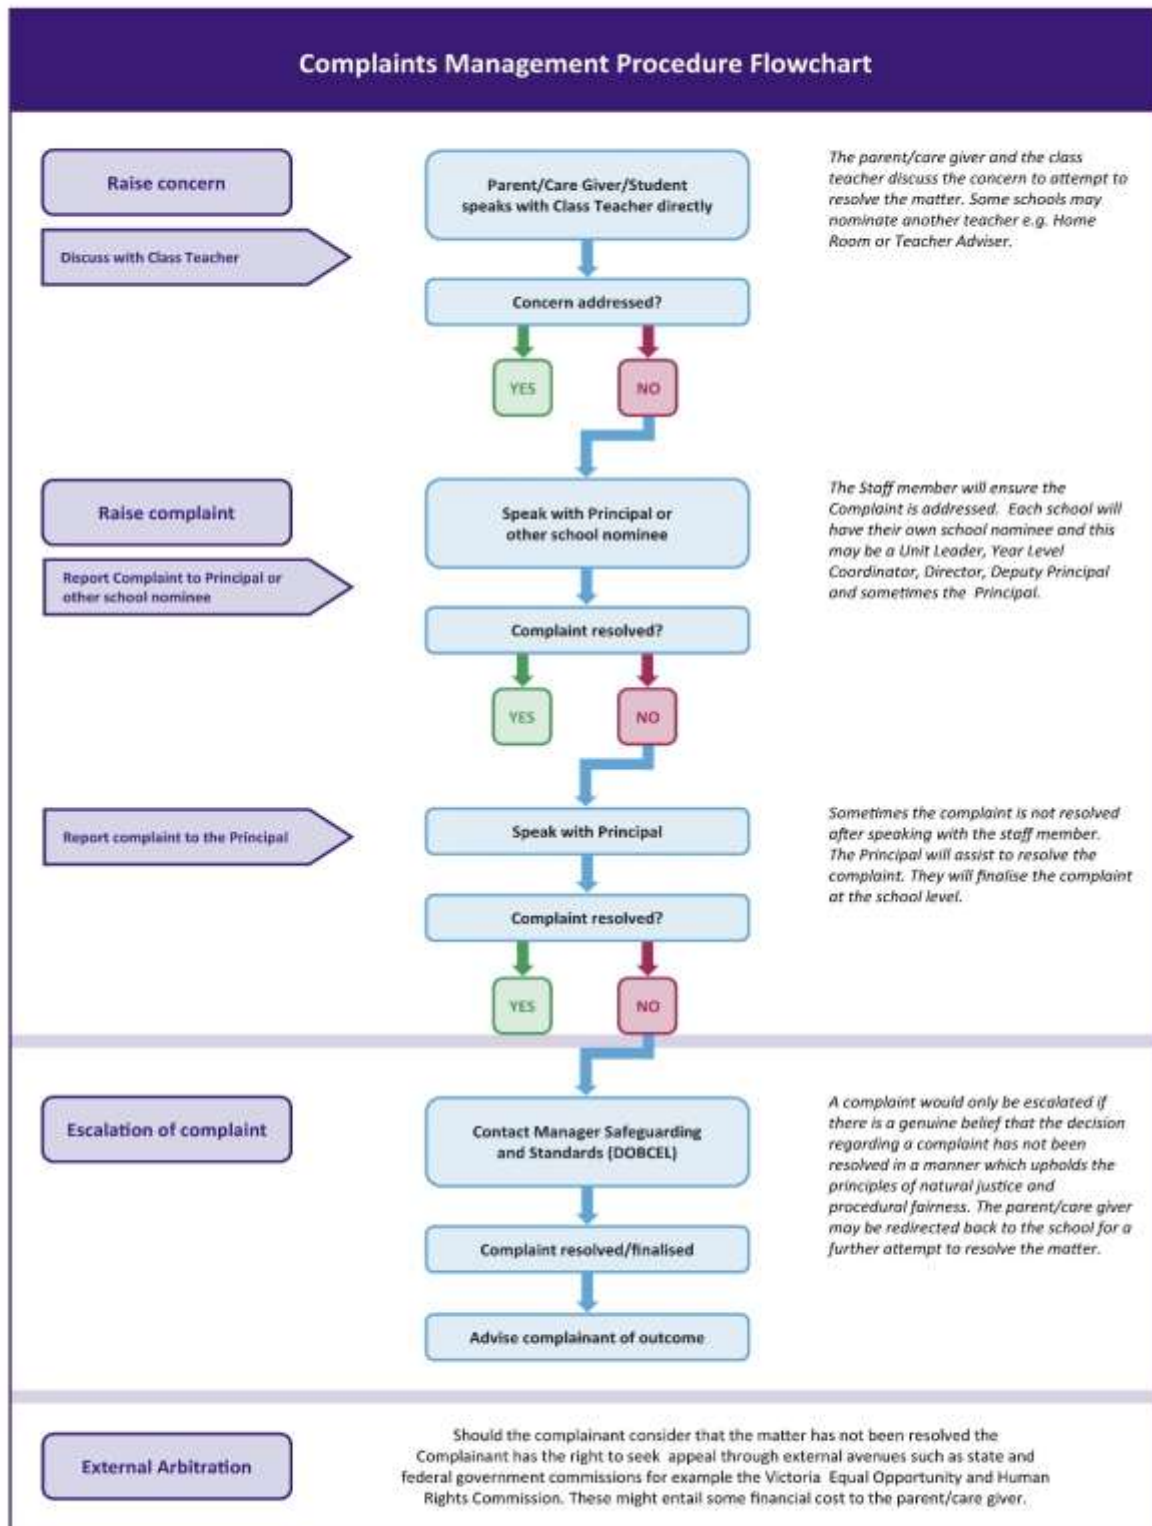 Complaints Management Procedure Flowchart
Raise concern
Discuss with Class Teacher
Parent/Care Giver/Student
speaks with Class Teacher directly
The parent/care giver and the class
teacher discuss the concern to attempt to
resolve the matter. Some schools may
nominate another teacher e.g. Home
Room or Teacher Adviser.
Concern addressed?
YES
NO
Raise complaint
Report Complaint to Principal or
other school nominee
Speak with Principal or
other school nominee
The Staff member will ensure the
Complaint is addressed. Each school will
have their own school nominee and this
may be a Unit Leader, Year Level
Coordinator, Director, Deputy Principal
and sometimes the Principal.
Complaint resolved?
YES
NO
Report complaint to the Principal
Speak with Principal
Sometimes the complaint is not resolved
after speaking with the staff member.
The Principal will assist to resolve the
complaint. They will finalise the complaint
at the school level.
Complaint resolved?
YES
NO
Escalation of complaint
Contact Manager Safeguarding
and Standards (DOBCEL)
A complaint would only be escalated if
there is a genuine belief that the decision
regarding a complaint has not been
resolved in a manner which upholds the
principles of natural justice and
procedural fairness. The parent/care giver
may be redirected back to the school for a
further attempt to resolve the matter.
Complaint resolved/finalised
Advise complainant of outcome
External Arbitration
Should the complainant consider that the matter has not been resolved the
Complainant has the right to seek appeal through external avenues such as state and
federal government commissions for example the Victoria Equal Opportunity and Human
Rights Commission. These might entail some financial cost to the parent/care giver.